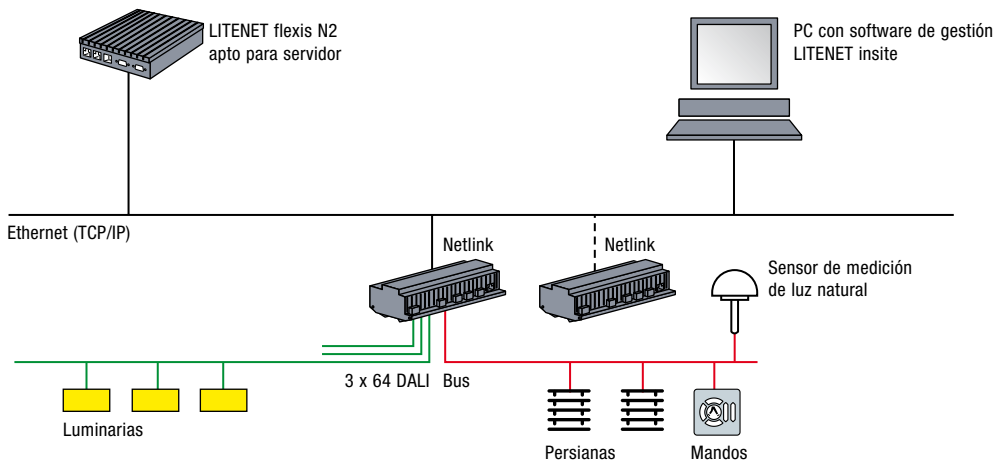 LITENET flexis N2
apto para servidor
PC con software de gestión
LITENET insite
Ethernet (TCP/IP)
Netlink
Netlink
Sensor de medición
de luz natural
3 x 64 DALI
Bus
Luminarias
Persianas
Mandos